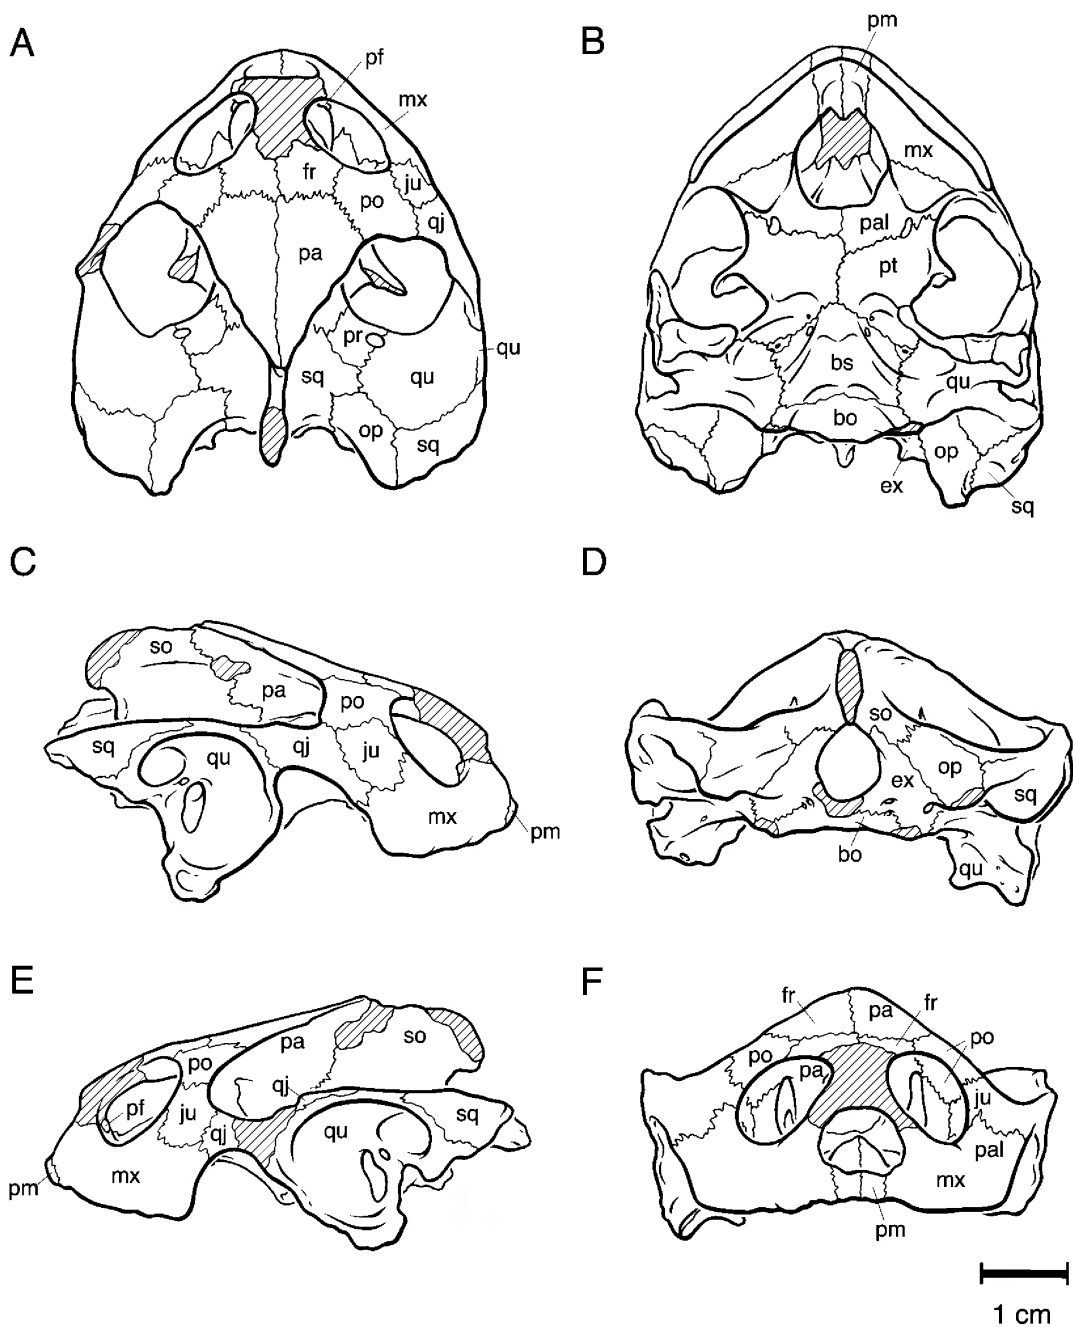 A
pf
mx
fr
ju
po
qj
pa
pr
qu
sq
qu
op
sq
B
pm
mx
pal
pt
bs
qu
bo
op
ex
sq
C
so
pa
po
sq
qu
qj
ju
mx
pm
D
so
op
ex
sq
bo
qu
E
so
pa
po
qj
pf
ju
qj
qu
sq
mx
pm
F
fr
pa
fr
po
po
pa
ju
pal
mx
pm
1 cm